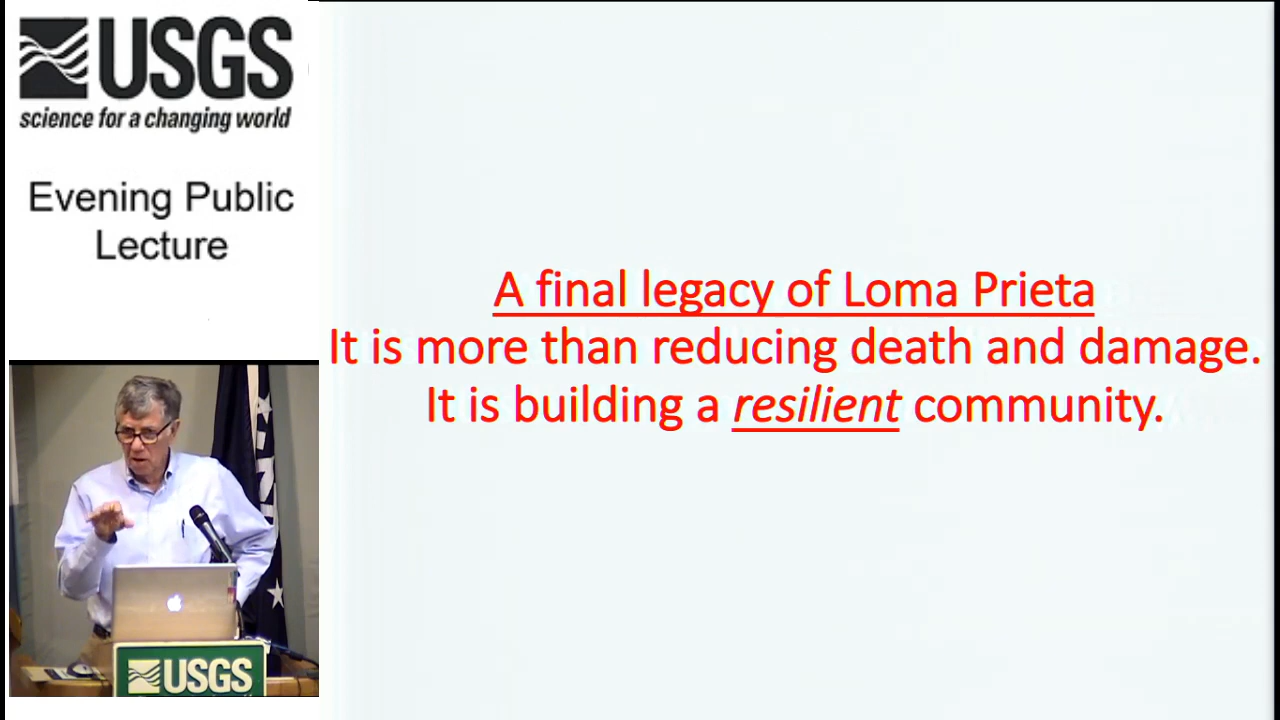 USGS
science for a changing world
Evening Public
Lecture
A final legacy of Loma Prieta
It is more than reducing death and damage.
It is building a resilient community.
USGS